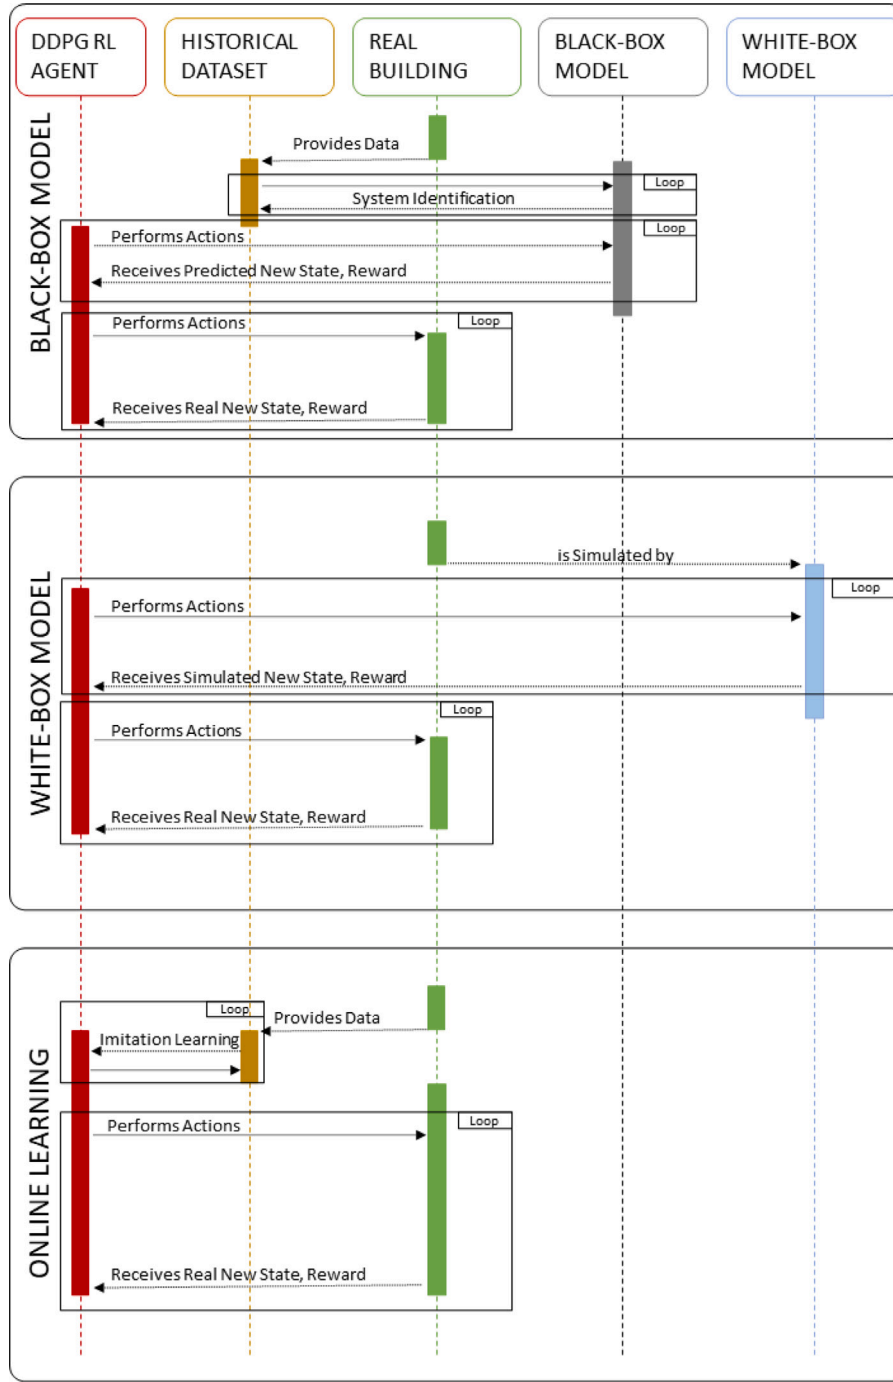 DDPG RL
AGENT
HISTORICAL
DATASET
REAL
BUILDING
BLACK-BOX
MODEL
WHITE-BOX
MODEL
BLACK-BOX MODEL
Provides Data
Loop
System Identification
Loop
Performs Actions
Receives Predicted New State, Reward
Loop
Performs Actions
Receives Real New State, Reward
WHITE-BOX MODEL
is Simulated by
Loop
Performs Actions
Receives Simulated New State, Reward
Loop
Performs Actions
Receives Real New State, Reward
ONLINE LEARNING
Loop
Provides Data
Imitation Learning
Loop
Performs Actions
Receives Real New State, Reward